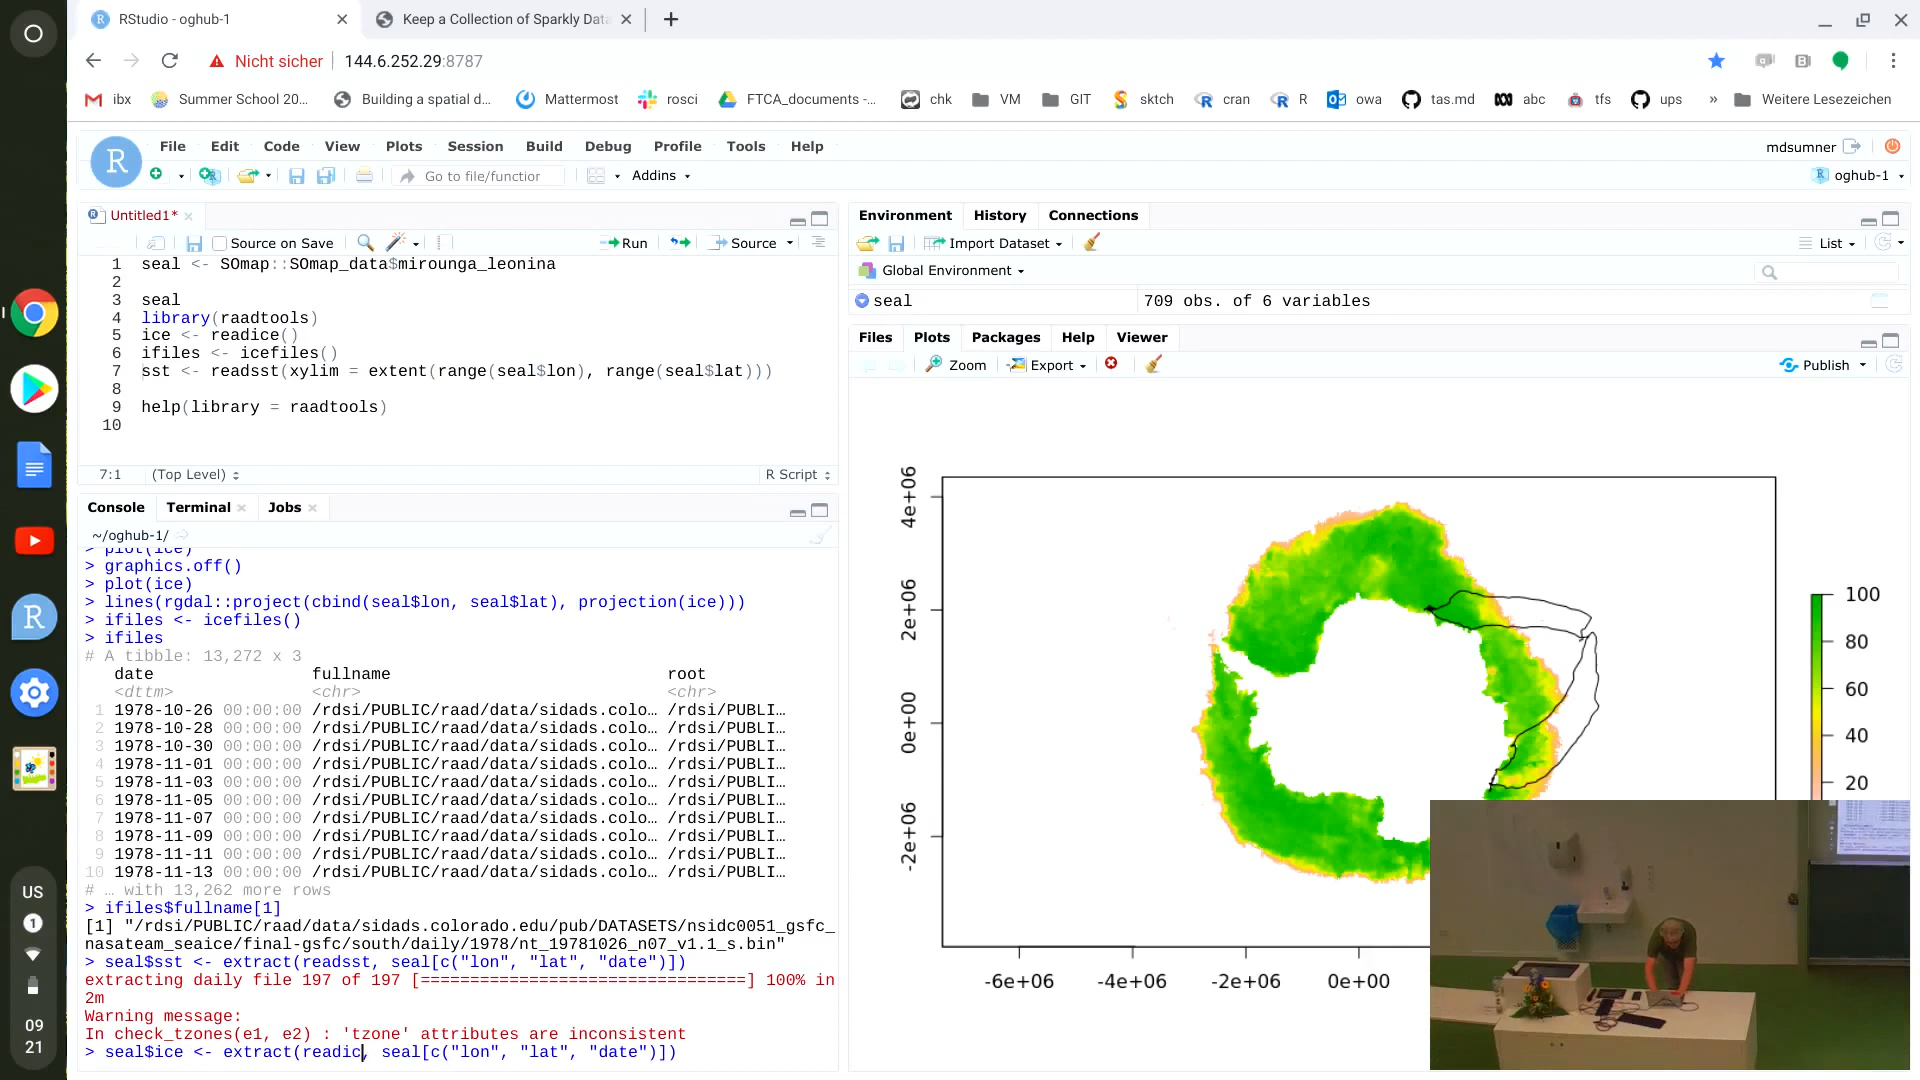 RStudio - oghub-1
Keep a Collection of Sparkly Data
Nicht sicher
144.6.252.29:8787
ibx
Summer School 20...
Building a spatial d...
Mattermost
rosci
FTCA_documents -...
chk
VM
GIT
sktch
cran
R
owa
tas.md
abc
tfs
ups
»
Weitere Lesezeichen
R
File Edit Code View Plots Session Build Debug Profile Tools Help
mdsumner
Go to file/functior
Addins
oghub-1
Untitled1*
Source on Save
Run
Source
1 seal <- SOmap::SOmap_data$mirounga_leonina
2
3 seal
4 library(raadtools)
5 ice <- readice()
6 ifiles <- icefiles()
7 sst <- readsst(xylim = extent(range(seal$lon), range(seal$lat)))
8
9 help(library = raadtools)
10
7:1 (Top Level) R Script
Console Terminal Jobs
~/oghub-1/
> plot(ice)
> graphics.off()
> plot(ice)
> lines(rgdal::project(cbind(seal$lon, seal$lat), projection(ice)))
> ifiles <- icefiles()
> ifiles
# A tibble: 13,272 x 3
date fullname root
<dttm> <chr> <chr>
1 1978-10-26 00:00:00 /rdsi/PUBLIC/raad/data/sidads.colo… /rdsi/PUBLI…
2 1978-10-28 00:00:00 /rdsi/PUBLIC/raad/data/sidads.colo… /rdsi/PUBLI…
3 1978-10-30 00:00:00 /rdsi/PUBLIC/raad/data/sidads.colo… /rdsi/PUBLI…
4 1978-11-01 00:00:00 /rdsi/PUBLIC/raad/data/sidads.colo… /rdsi/PUBLI…
5 1978-11-03 00:00:00 /rdsi/PUBLIC/raad/data/sidads.colo… /rdsi/PUBLI…
6 1978-11-05 00:00:00 /rdsi/PUBLIC/raad/data/sidads.colo… /rdsi/PUBLI…
7 1978-11-07 00:00:00 /rdsi/PUBLIC/raad/data/sidads.colo… /rdsi/PUBLI…
8 1978-11-09 00:00:00 /rdsi/PUBLIC/raad/data/sidads.colo… /rdsi/PUBLI…
9 1978-11-11 00:00:00 /rdsi/PUBLIC/raad/data/sidads.colo… /rdsi/PUBLI…
10 1978-11-13 00:00:00 /rdsi/PUBLIC/raad/data/sidads.colo… /rdsi/PUBLI…
# … with 13,262 more rows
> ifiles$fullname[1]
[1] "/rdsi/PUBLIC/raad/data/sidads.colorado.edu/pub/DATASETS/nsidc0051_gsfc_
nasateam_seaice/final-gsfc/south/daily/1978/nt_19781026_n07_v1.1_s.bin"
> seal$sst <- extract(readsst, seal[c("lon", "lat", "date")])
extracting daily file 197 of 197 [=================================] 100% in
2m
Warning message:
In check_tzones(e1, e2) : 'tzone' attributes are inconsistent
> seal$ice <- extract(readic, seal[c("lon", "lat", "date")])
Environment History Connections
Import Dataset
List
Global Environment
seal 709 obs. of 6 variables
Files Plots Packages Help Viewer
Zoom
Export
Publish
4e+06
2e+06
0e+00
-2e+06
-6e+06 -4e+06 -2e+06 0e+00
100
80
60
40
20
US
1
09
21
R